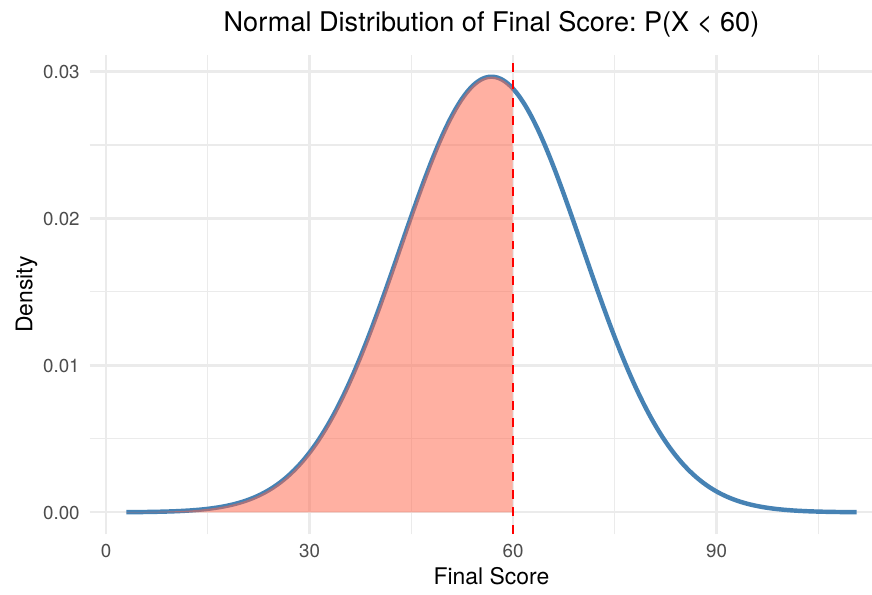 Normal Distribution of Final Score: P(X < 60)
0.03
0.02
0.01
0.00
Density
0
30
60
90
Final Score